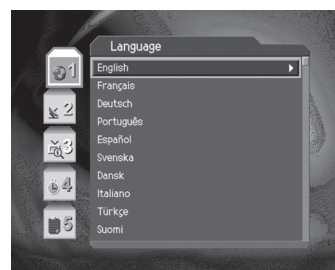 Language
1
English
Français
2
Deutsch
Português
3
Español
Svenska
4
Dansk
Italiano
5
Türkçe
Suomi